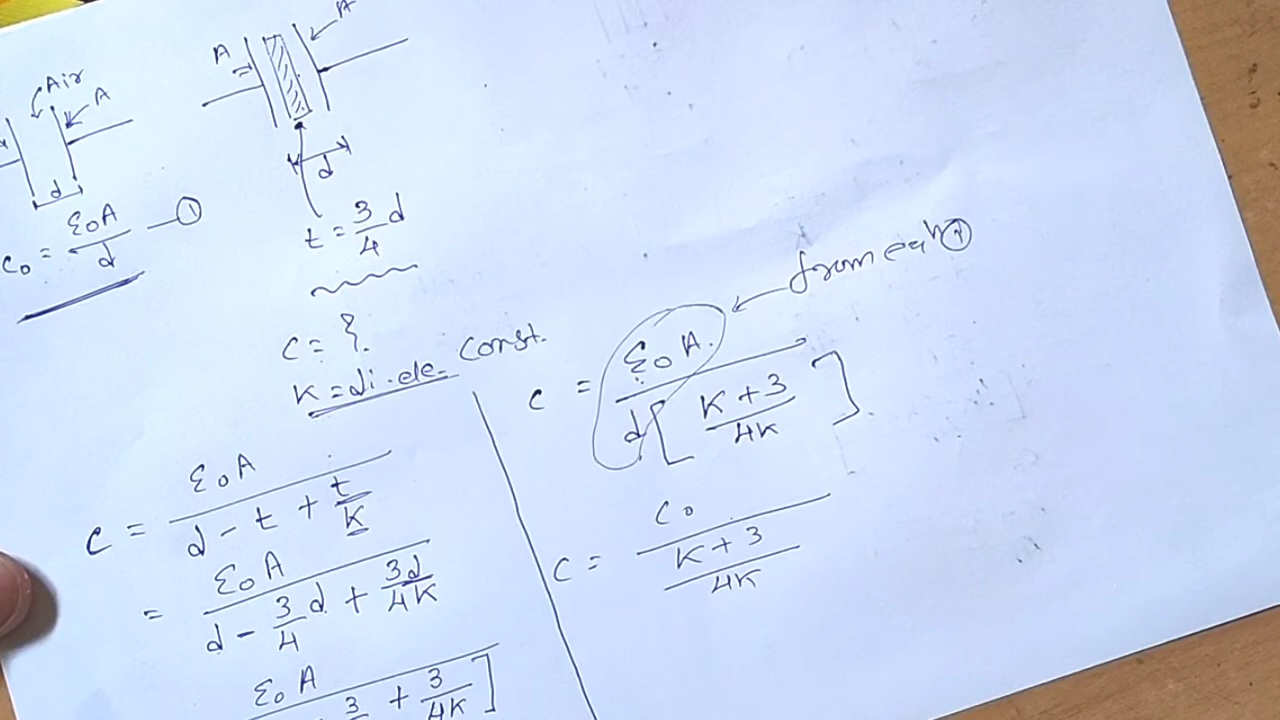 Air
A
d
C₀ = ε₀A/d —①
A
A
d
t = 3/4 d
C = ?
K = di.ele. const.
C = ε₀A / (d - t + t/K)
= ε₀A / (d - 3/4 d + 3d/4K)
ε₀A
3 + 3/4K]
from eqⁿ ①
C = ε₀A. / d[K+3/4K]
C = C₀ / (K+3/4K)